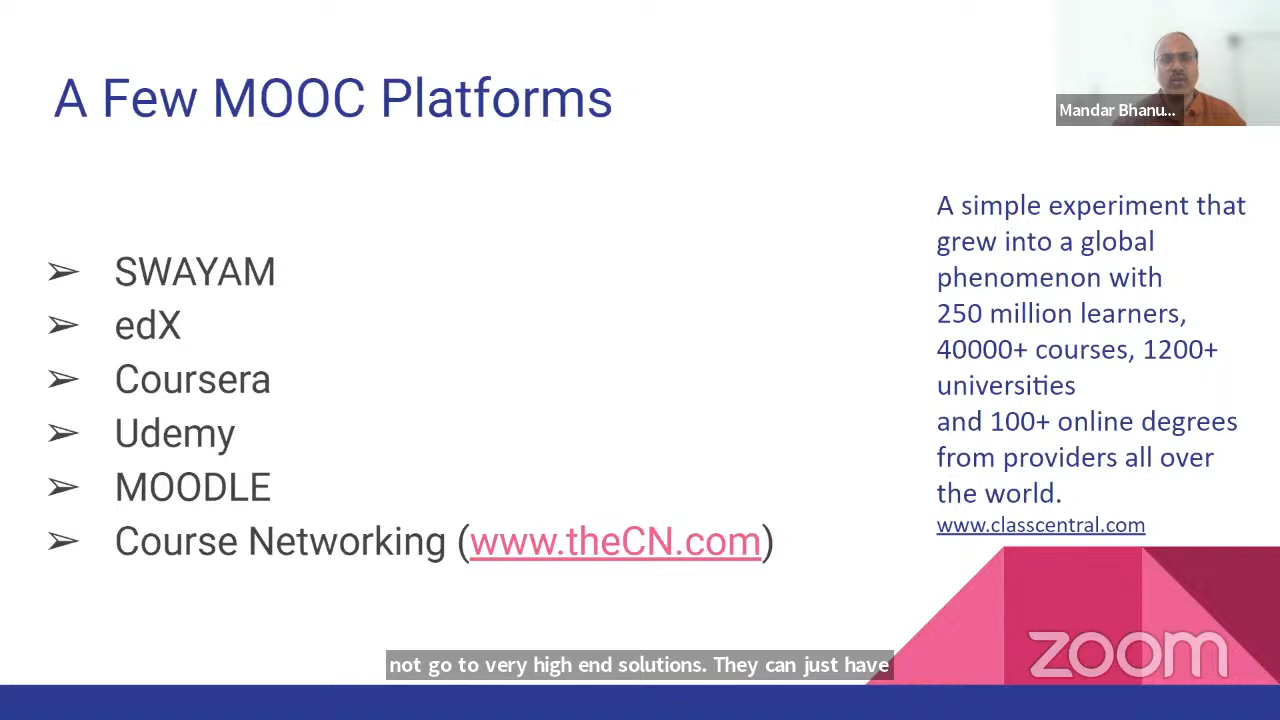 A Few MOOC Platforms
Mandar Bhanu...
➢ SWAYAM
➢ edX
➢ Coursera
➢ Udemy
➢ MOODLE
➢ Course Networking (www.theCN.com)
A simple experiment that
grew into a global
phenomenon with
250 million learners,
40000+ courses, 1200+
universities
and 100+ online degrees
from providers all over
the world.
www.classcentral.com
zoom
not go to very high end solutions. They can just have